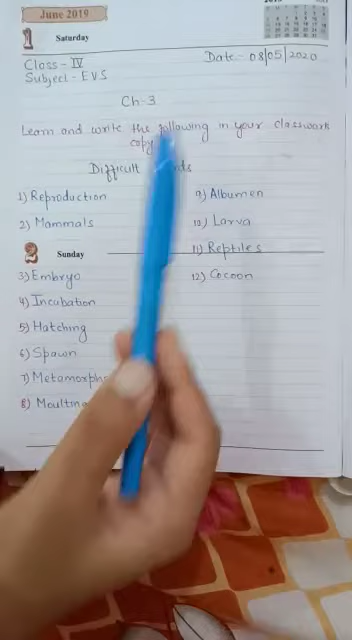 June 2019
1 Saturday
Class - IV Date - 08/05/2020
Subject - EVS
Ch-3
Learn and write the following in your classwork
copy
Difficult
1) Reproduction 9) Albumen
2) Mammals 10) Larva
2 Sunday 11) Reptiles
3) Embryo 12) Cocoon
4) Incubation
5) Hatching
6) Spawn
7)
8)